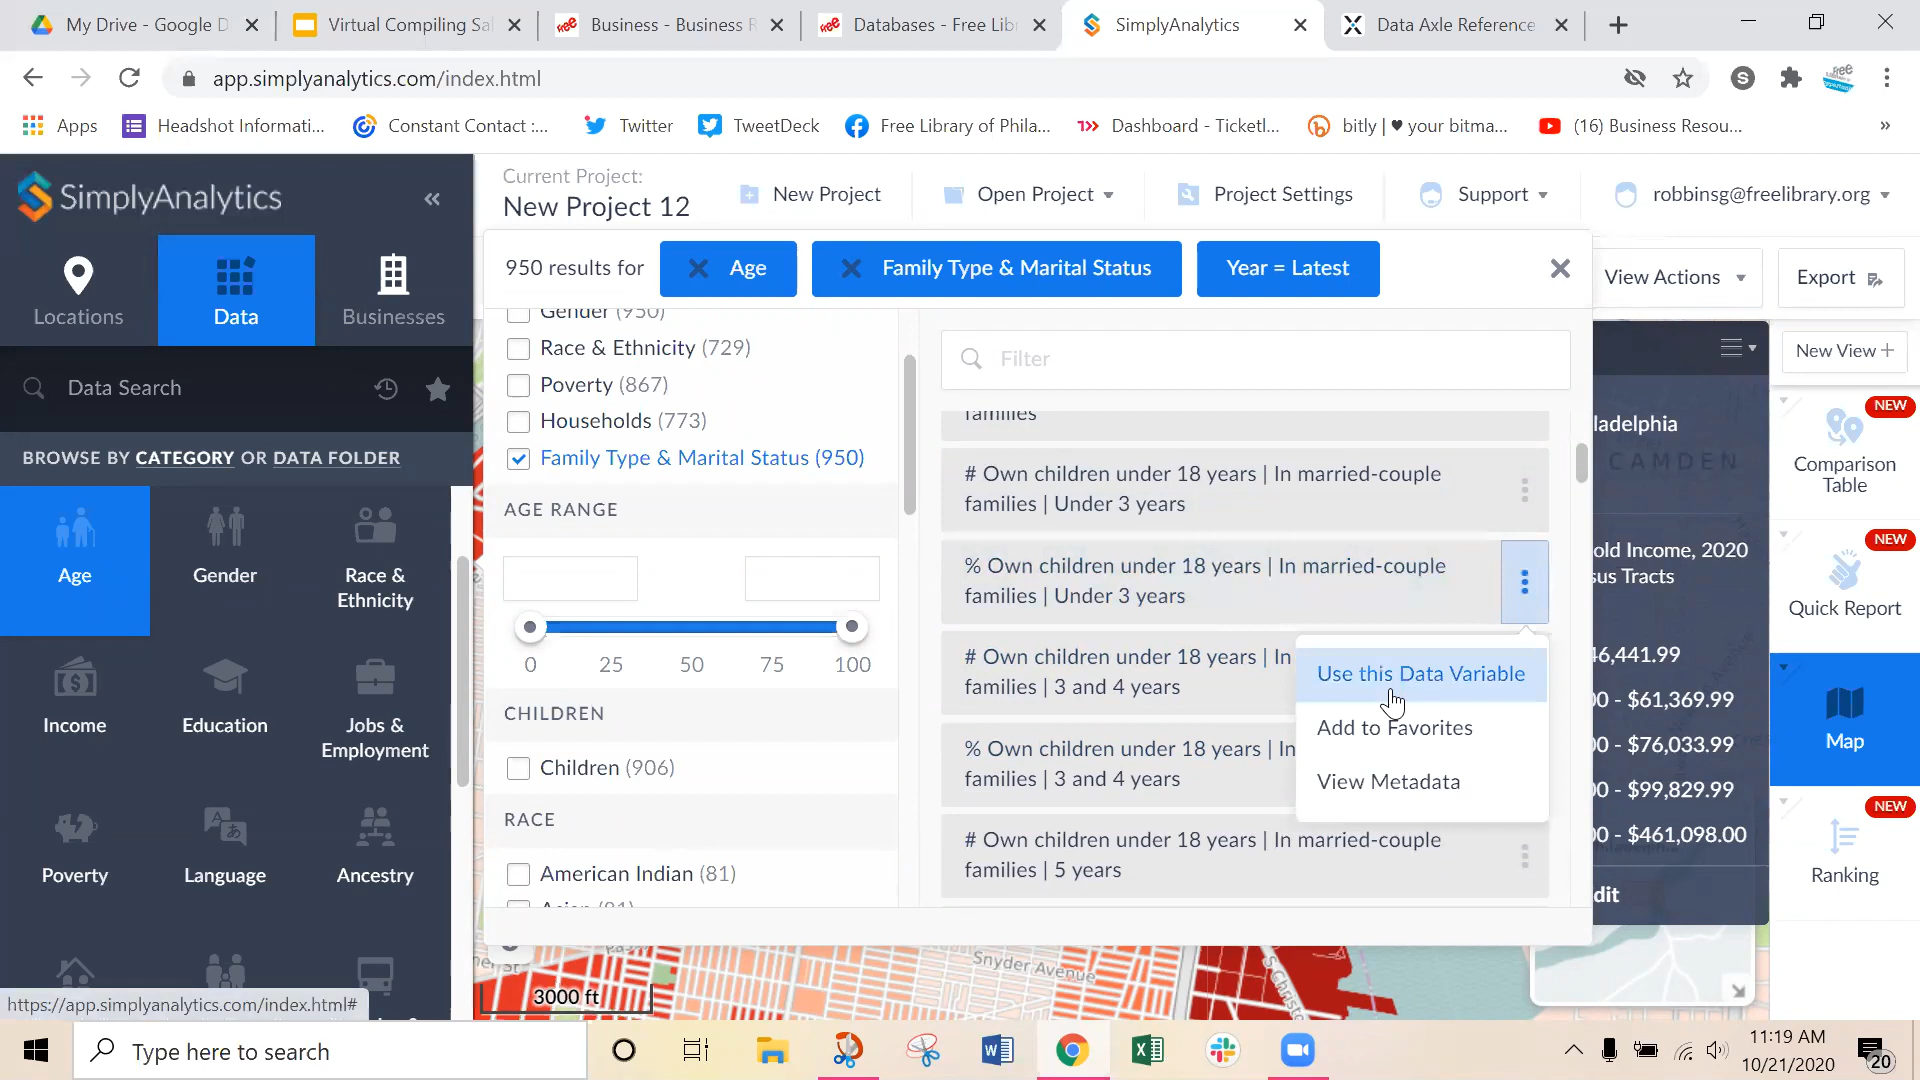 My Drive - Google D
Virtual Compiling Sal
Business - Business R
Databases - Free Libr
SimplyAnalytics
Data Axle Reference
app.simplyanalytics.com/index.html
Apps
Headshot Informati...
Constant Contact :...
Twitter
TweetDeck
Free Library of Phila...
Dashboard - Ticketl...
bitly | ♥ your bitma...
(16) Business Resou...
»
SimplyAnalytics
«
Current Project:
New Project 12
New Project
Open Project
Project Settings
Support
robbinsg@freelibrary.org
Locations
Data
Businesses
950 results for
Age
Family Type & Marital Status
Year = Latest
View Actions
Export
Data Search
BROWSE BY CATEGORY OR DATA FOLDER
Age
Gender
Race &
Ethnicity
Income
Education
Jobs &
Employment
Poverty
Language
Ancestry
Gender (950)
Race & Ethnicity (729)
Poverty (867)
Households (773)
Family Type & Marital Status (950)
AGE RANGE
0 25 50 75 100
CHILDREN
Children (906)
RACE
American Indian (81)
Asian (81)
Filter
families
# Own children under 18 years | In married-couple
families | Under 3 years
% Own children under 18 years | In married-couple
families | Under 3 years
# Own children under 18 years | In
families | 3 and 4 years
% Own children under 18 years | In
families | 3 and 4 years
# Own children under 18 years | In married-couple
families | 5 years
Use this Data Variable
Add to Favorites
View Metadata
ladelphia
CAMDEN
old Income, 2020
sus Tracts
46,441.99
00 - $61,369.99
00 - $76,033.99
00 - $99,829.99
00 - $461,098.00
dit
New View +
NEW
Comparison
Table
NEW
Quick Report
Map
NEW
Ranking
Snyder Avenue
3000 ft
https://app.simplyanalytics.com/index.html#
Type here to search
11:19 AM
10/21/2020
20